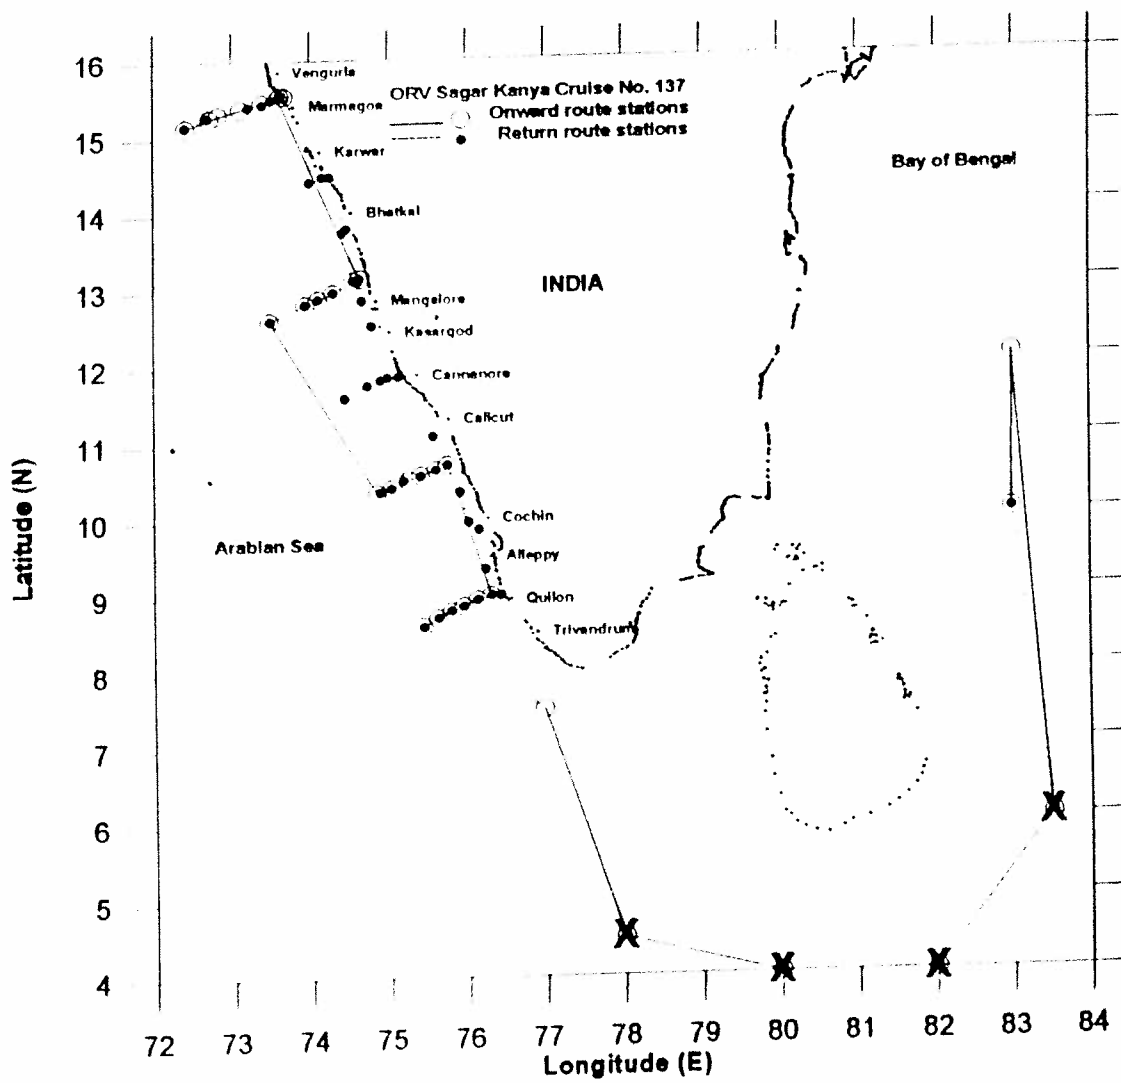 16
Vengurla
ORV Sagar Kanya Cruise No. 137
Marmagoa
Onward route stations
Return route stations
15
Karwar
Bay of Bengal
14
Bhatkal
INDIA
13
Mangalore
Kasargod
12
Cannanore
Calicut
11
Latitude (N)
Cochin
10
Arabian Sea
Alleppy
9
Quilon
Trivandrum
8
7
6
5
X
X
X
X
4
72 73 74 75 76 77 78 79 80 81 82 83 84
Longitude (E)